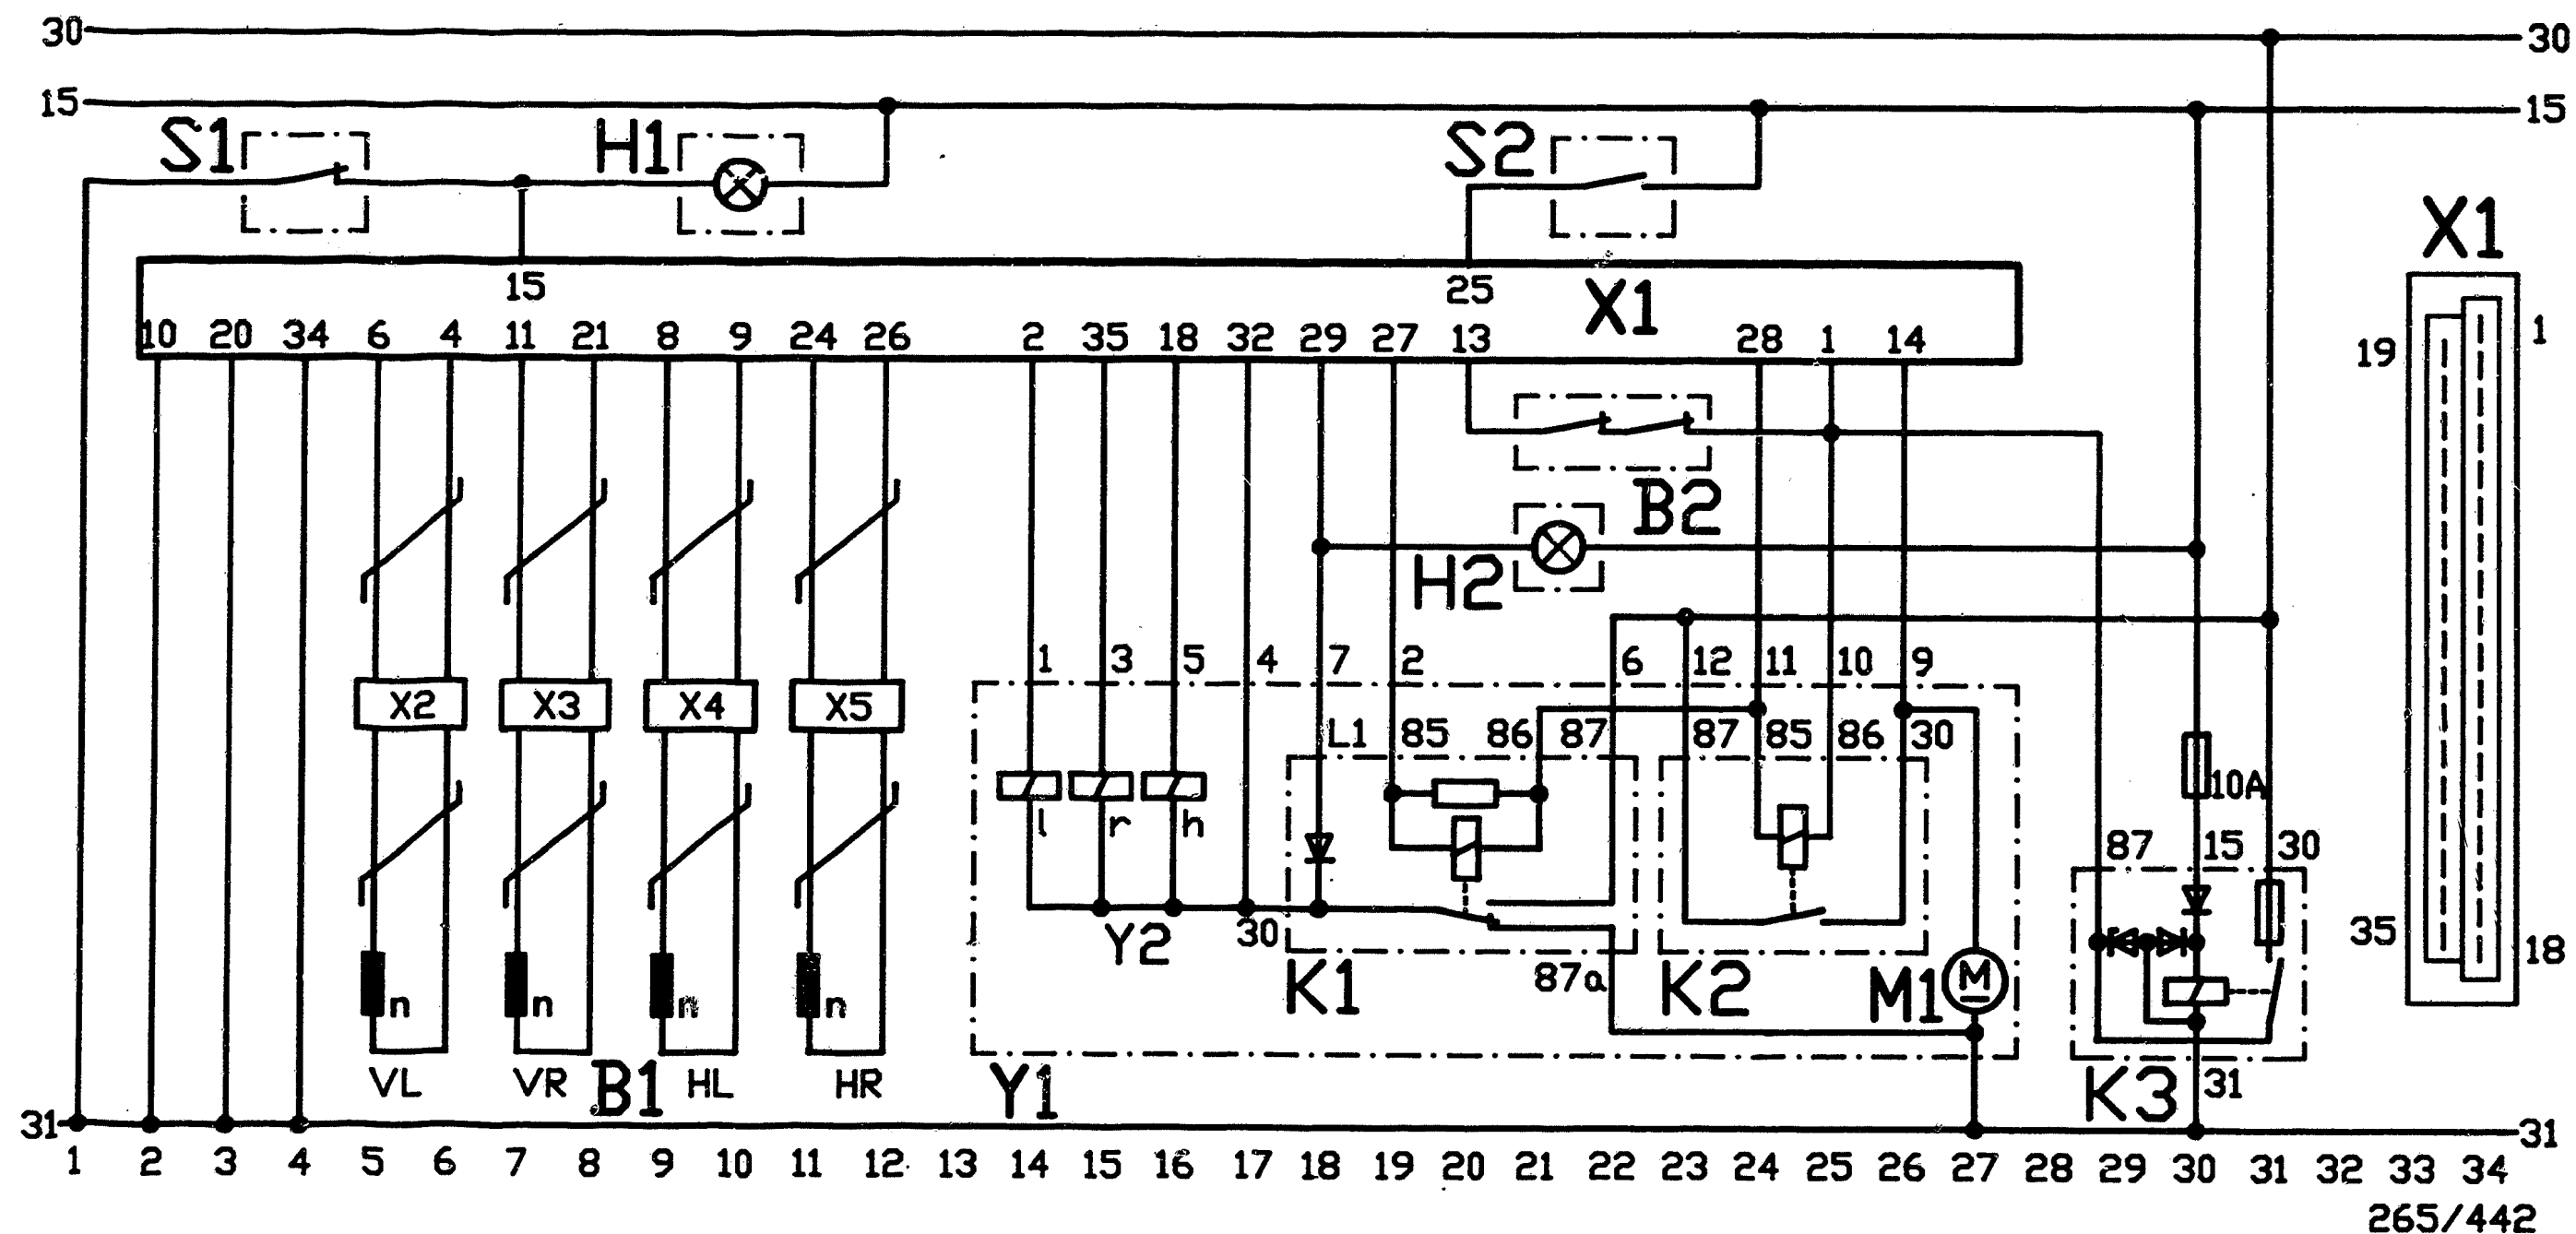 30 30
15 15
S1 H1 S2
X1
15 25 X1
10 20 34 6 4 11 21 8 9 24 26 2 35 18 32 29 27 13 28 1 14
19 1
B2
H2
1 3 5 4 7 2 6 12 11 10 9
X2 X3 X4 X5
L1 85 86 87 87 85 86 30
10A
l r h
87 15 30
Y2 30
35 18
K1 87a K2 M1 M
n n n n
VL VR B1 HL HR Y1 K3 31
31 31
1 2 3 4 5 6 7 8 9 10 11 12 13 14 15 16 17 18 19 20 21 22 23 24 25 26 27 28 29 30 31 32 33 34
265/442